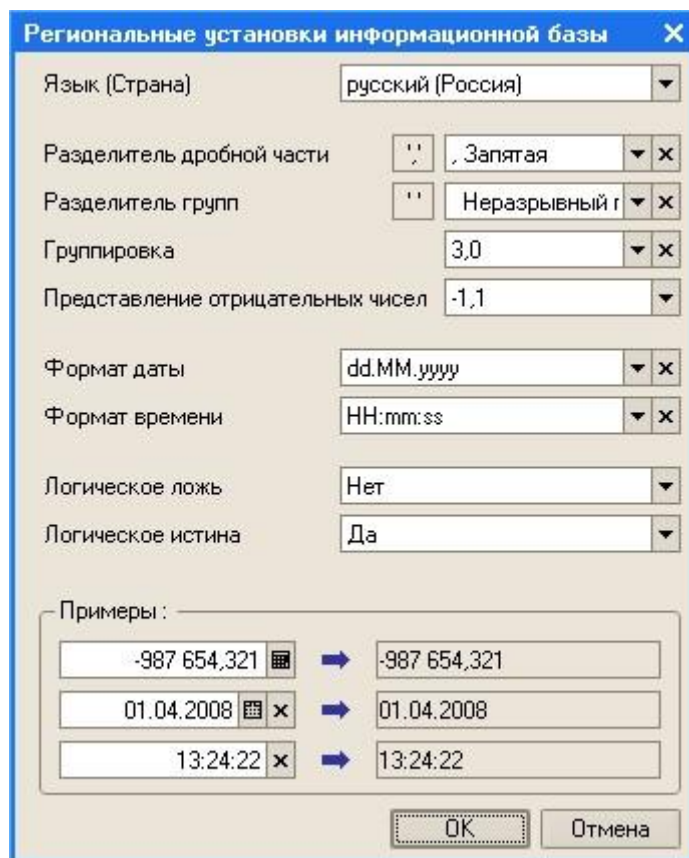 Региональные установки информационной базы
Язык (Страна) русский (Россия)
Разделитель дробной части ',' , Запятая
Разделитель групп ' ' Неразрывный п
Группировка 3,0
Представление отрицательных чисел -1,1
Формат даты dd.MM.yyyy
Формат времени HH:mm:ss
Логическое ложь Нет
Логическое истина Да
Примеры :
-987 654,321 -987 654,321
01.04.2008 01.04.2008
13:24:22 13:24:22
OK Отмена